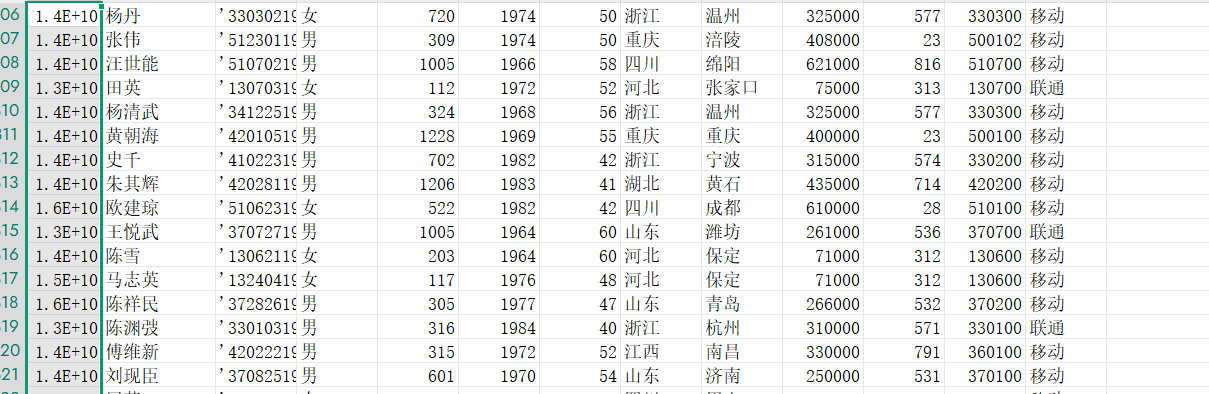 06 1.4E+10 杨丹 '33030219 女 720 1974 50 浙江 温州 325000 577 330300 移动
07 1.4E+10 张伟 '51230119 男 309 1974 50 重庆 涪陵 408000 23 500102 移动
08 1.4E+10 汪世能 '51070219 男 1005 1966 58 四川 绵阳 621000 816 510700 移动
09 1.3E+10 田英 '13070319 女 112 1972 52 河北 张家口 75000 313 130700 联通
10 1.4E+10 杨清武 '34122519 男 324 1968 56 浙江 温州 325000 577 330300 移动
11 1.4E+10 黄朝海 '42010519 男 1228 1969 55 重庆 重庆 400000 23 500100 移动
12 1.4E+10 史千 '41022319 男 702 1982 42 浙江 宁波 315000 574 330200 移动
13 1.4E+10 朱其辉 '42028119 男 1206 1983 41 湖北 黄石 435000 714 420200 移动
14 1.6E+10 欧建琼 '51062319 女 522 1982 42 四川 成都 610000 28 510100 移动
15 1.3E+10 王悦武 '37072719 男 1005 1964 60 山东 潍坊 261000 536 370700 联通
16 1.4E+10 陈雪 '13062119 女 203 1964 60 河北 保定 71000 312 130600 移动
17 1.5E+10 马志英 '13240419 女 117 1976 48 河北 保定 71000 312 130600 移动
18 1.6E+10 陈祥民 '37282619 男 305 1977 47 山东 青岛 266000 532 370200 移动
19 1.3E+10 陈渊弢 '33010319 男 316 1984 40 浙江 杭州 310000 571 330100 联通
20 1.4E+10 傅维新 '42022219 男 315 1972 52 江西 南昌 330000 791 360100 移动
21 1.4E+10 刘现臣 '37082519 男 601 1970 54 山东 济南 250000 531 370100 移动